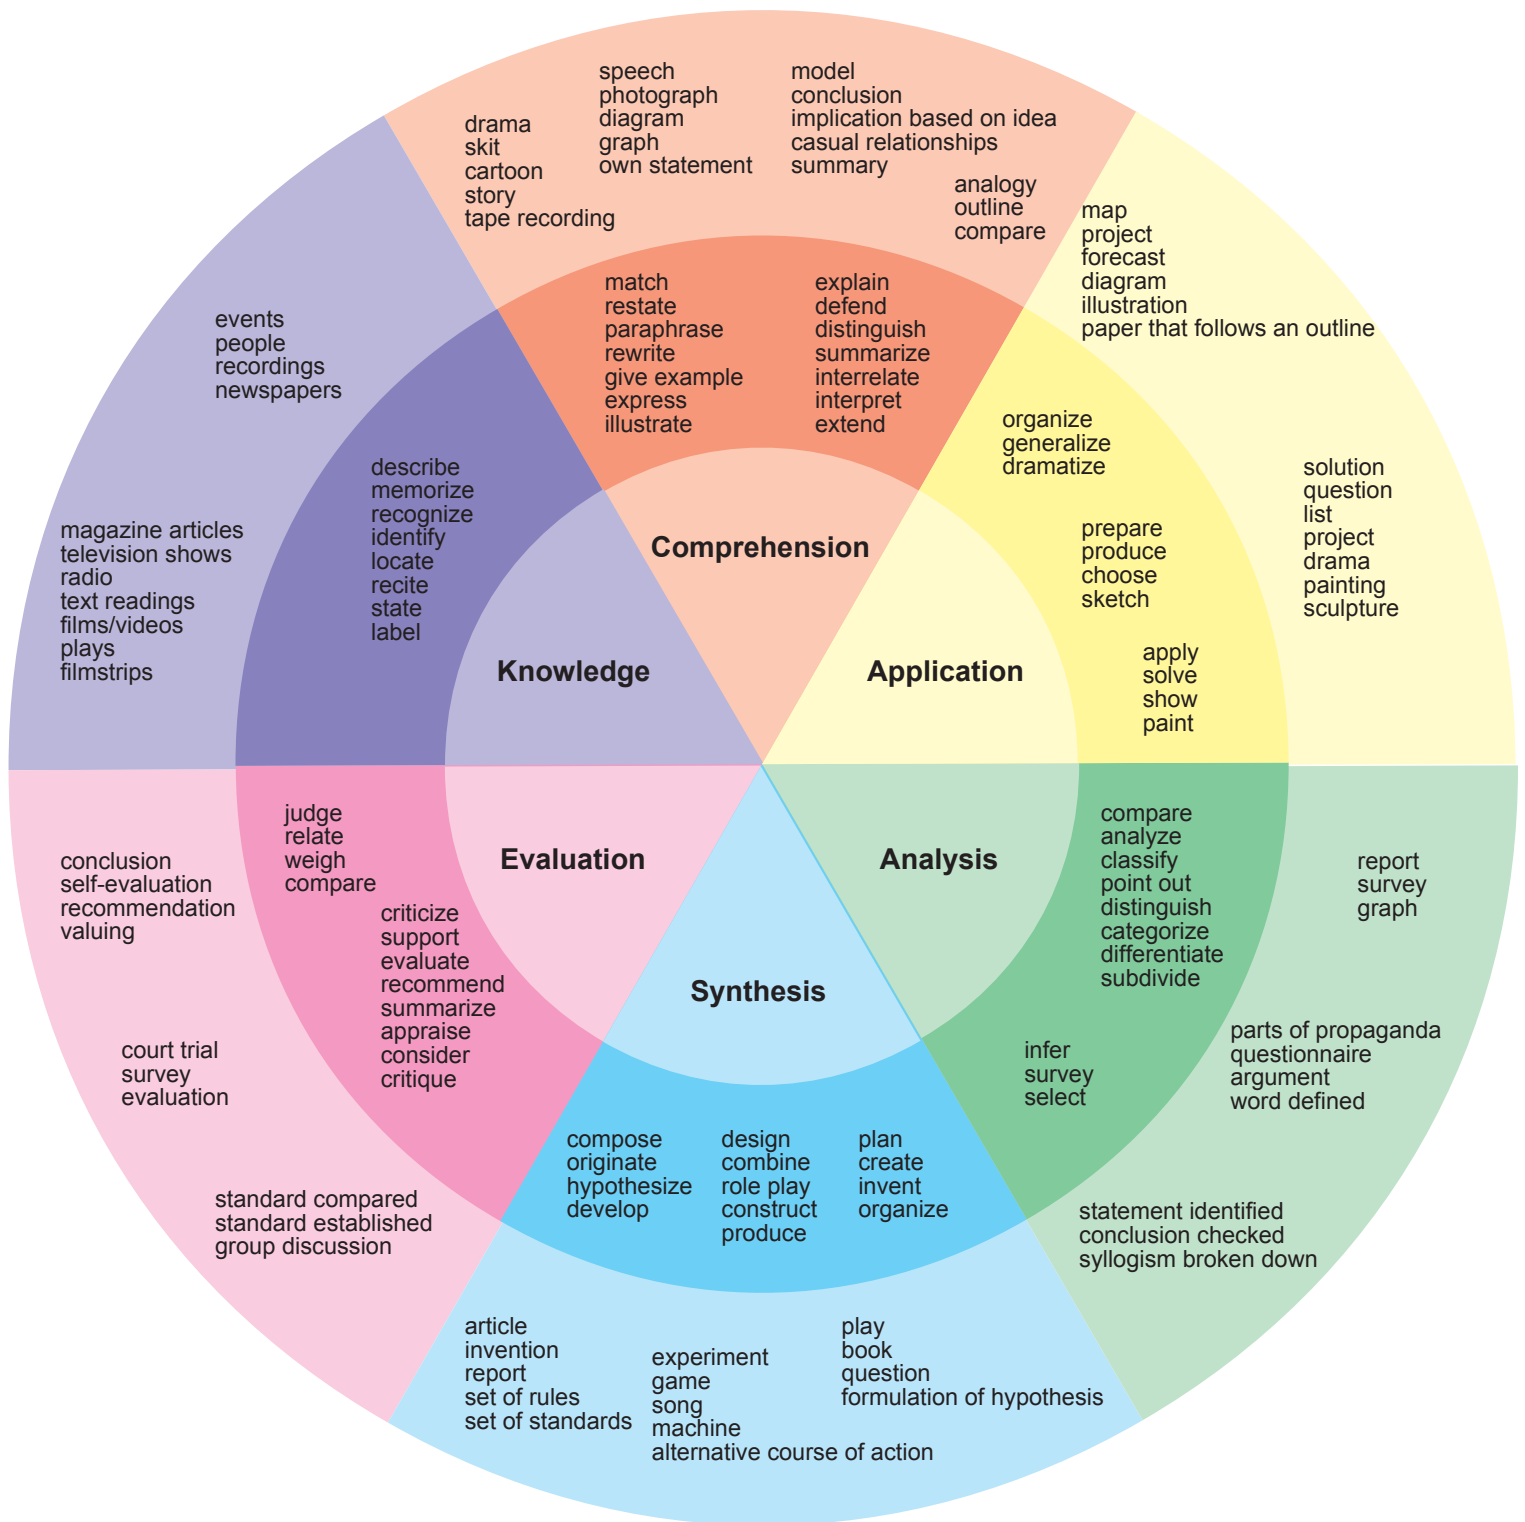 speech
photograph
diagram
graph
own statement
model
conclusion
implication based on idea
casual relationships
summary
drama
skit
cartoon
story
tape recording
analogy
outline
compare
match
restate
paraphrase
rewrite
give example
express
illustrate
explain
defend
distinguish
summarize
interrelate
interpret
extend
Comprehension
map
project
forecast
diagram
illustration
paper that follows an outline
solution
question
list
project
drama
painting
sculpture
organize
generalize
dramatize
prepare
produce
choose
sketch
apply
solve
show
paint
Application
report
survey
graph
parts of propaganda
questionnaire
argument
word defined
statement identified
conclusion checked
syllogism broken down
compare
analyze
classify
point out
distinguish
categorize
differentiate
subdivide
infer
survey
select
Analysis
Synthesis
compose
originate
hypothesize
develop
design
combine
role play
construct
produce
plan
create
invent
organize
article
invention
report
set of rules
set of standards
experiment
game
song
machine
alternative course of action
play
book
question
formulation of hypothesis
Evaluation
judge
relate
weigh
compare
criticize
support
evaluate
recommend
summarize
appraise
consider
critique
conclusion
self-evaluation
recommendation
valuing
court trial
survey
evaluation
standard compared
standard established
group discussion
Knowledge
describe
memorize
recognize
identify
locate
recite
state
label
events
people
recordings
newspapers
magazine articles
television shows
radio
text readings
films/videos
plays
filmstrips